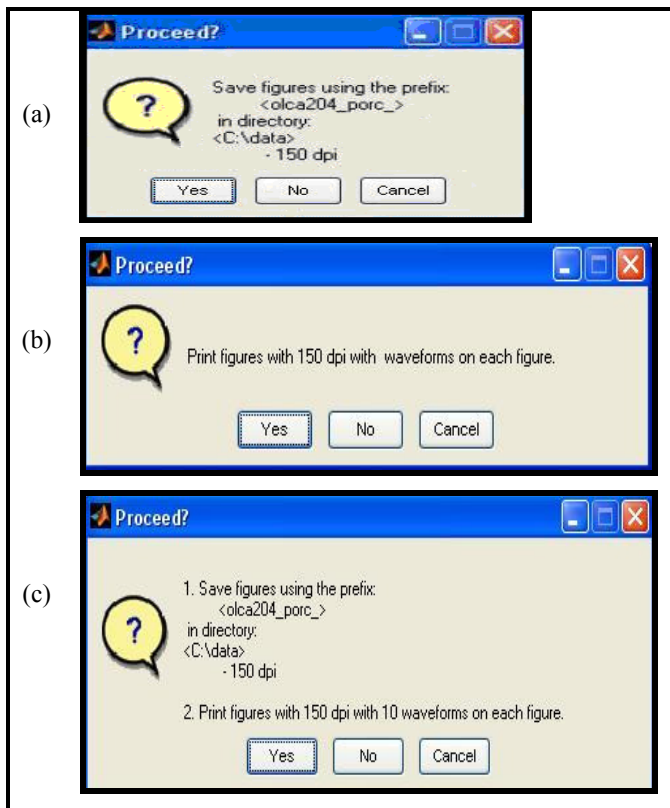 (a)
Proceed?
?
Save figures using the prefix:
<olca204_porc_>
in directory:
<C:\data>
- 150 dpi
Yes No Cancel
(b)
Proceed?
?
Print figures with 150 dpi with waveforms on each figure.
Yes No Cancel
(c)
Proceed?
?
1. Save figures using the prefix:
<olca204_porc_>
in directory:
<C:\data>
- 150 dpi
2. Print figures with 150 dpi with 10 waveforms on each figure.
Yes No Cancel